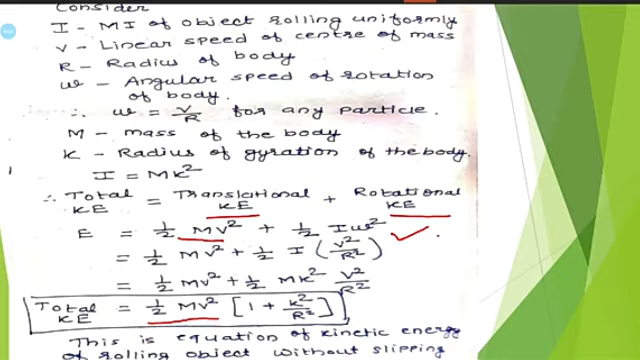 Consider
I - MI of object rolling uniformly
V - Linear speed of centre of mass
R - Radius of body
ω - Angular speed of rotation
of body.
∴ ω = V/R for any particle.
M - mass of the body
K - Radius of gyration of the body.
I = MK²
∴ Total KE = Translational KE + Rotational KE
E = 1/2 MV² + 1/2 Iω² ✓.
= 1/2 MV² + 1/2 I (V²/R²)
= 1/2 MV² + 1/2 MK² V²/R²
Total KE = 1/2 MV² [1 + K²/R²]
This is equation of kinetic energy
of rolling object without slipping